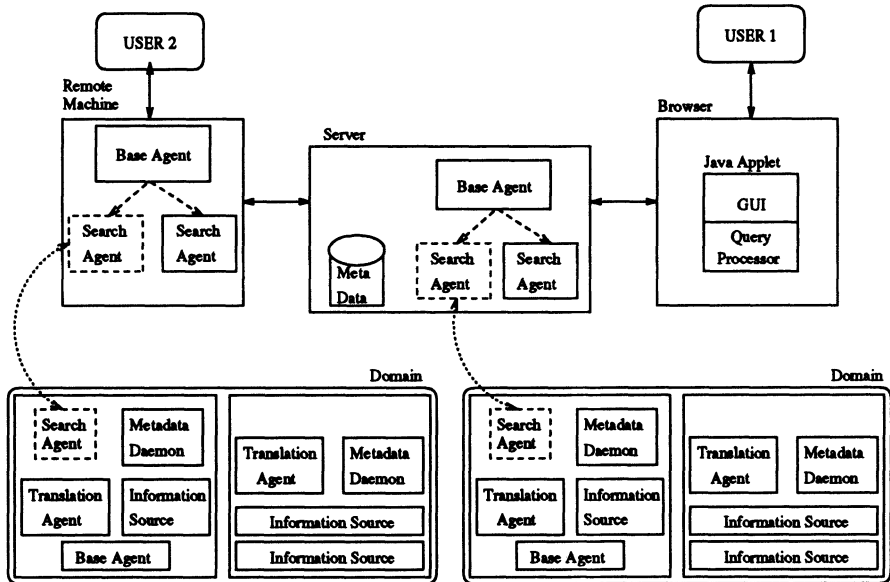 USER 2
USER 1
Remote
Machine
Browser
Server
Base Agent
Search
Agent
Search
Agent
Base Agent
Meta
Data
Search
Agent
Search
Agent
Java Applet
GUI
Query
Processor
Domain
Search
Agent
Metadata
Daemon
Translation
Agent
Information
Source
Base Agent
Translation
Agent
Metadata
Daemon
Information Source
Information Source
Domain
Search
Agent
Metadata
Daemon
Translation
Agent
Information
Source
Base Agent
Translation
Agent
Metadata
Daemon
Information Source
Information Source